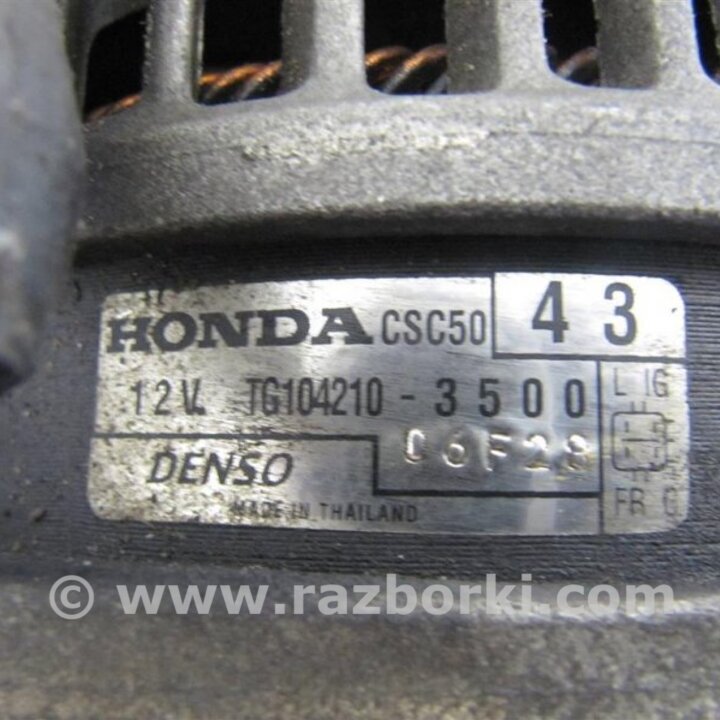 HONDA CSC50 43
12V. TG104210-3500
L IG
DENSO 06F28
FR C
MADE IN THAILAND
© www.razborki.com